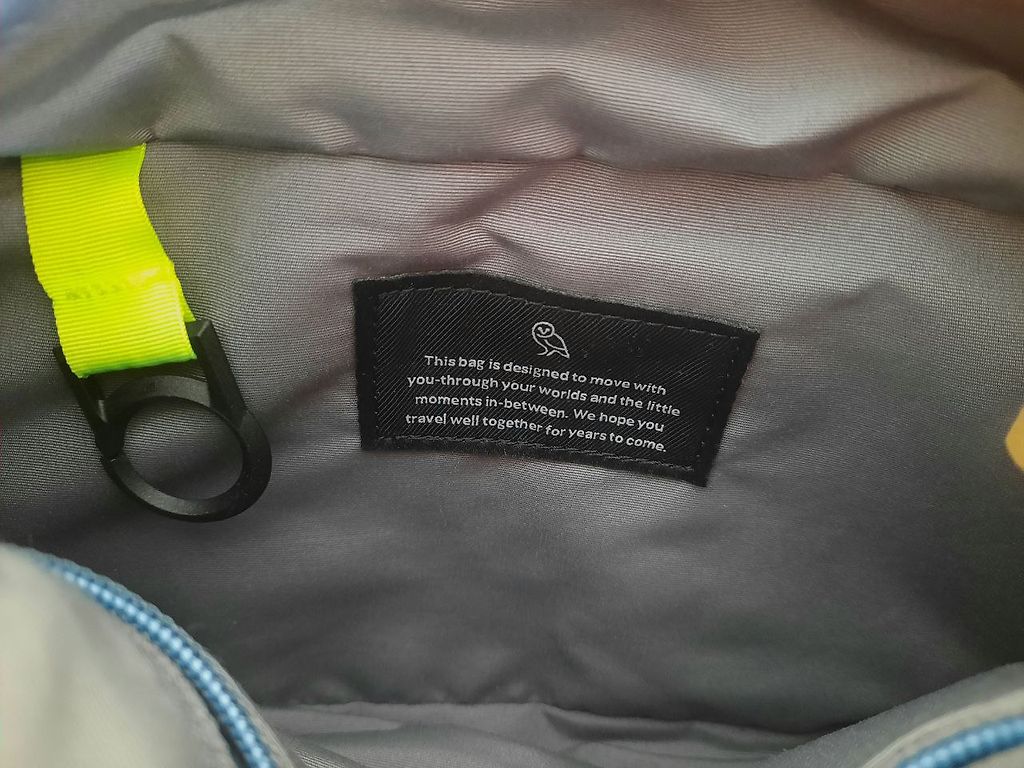 This bag is designed to move with
you-through your worlds and the little
moments in-between. We hope you
travel well together for years to come.